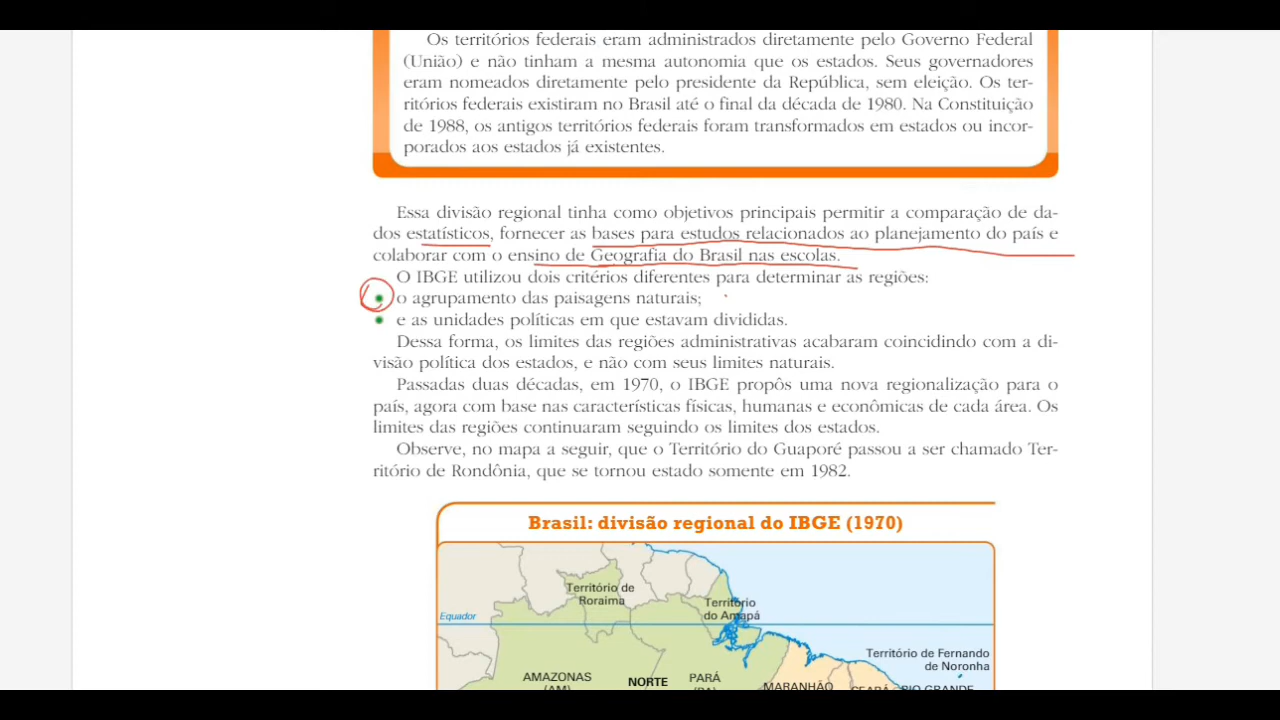 Os territórios federais eram administrados diretamente pelo Governo Federal
(União) e não tinham a mesma autonomia que os estados. Seus governadores
eram nomeados diretamente pelo presidente da República, sem eleição. Os ter-
ritórios federais existiram no Brasil até o final da década de 1980. Na Constituição
de 1988, os antigos territórios federais foram transformados em estados ou incor-
porados aos estados já existentes.
Essa divisão regional tinha como objetivos principais permitir a comparação de da-
dos estatísticos, fornecer as bases para estudos relacionados ao planejamento do país e
colaborar com o ensino de Geografia do Brasil nas escolas.
O IBGE utilizou dois critérios diferentes para determinar as regiões:
o agrupamento das paisagens naturais;
e as unidades políticas em que estavam divididas.
Dessa forma, os limites das regiões administrativas acabaram coincidindo com a di-
visão política dos estados, e não com seus limites naturais.
Passadas duas décadas, em 1970, o IBGE propôs uma nova regionalização para o
país, agora com base nas características físicas, humanas e econômicas de cada área. Os
limites das regiões continuaram seguindo os limites dos estados.
Observe, no mapa a seguir, que o Território do Guaporé passou a ser chamado Ter-
ritório de Rondônia, que se tornou estado somente em 1982.
Brasil: divisão regional do IBGE (1970)
Território de
Roraima
Território
do Amapá
Equador
Território de Fernando
de Noronha
AMAZONAS
(AM)
NORTE
PARÁ
(PA)
MARANHÃO
CEARÁ
RIO GRANDE